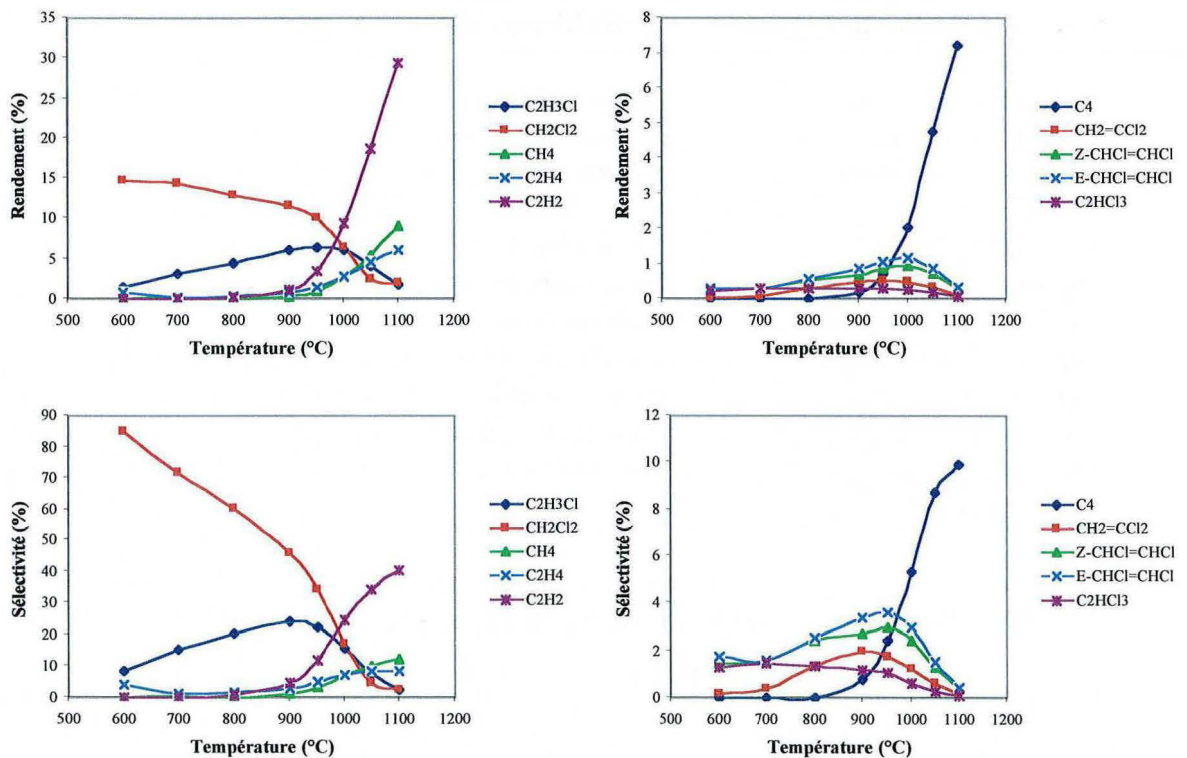 Rendement (%)
35
30
25
20
15
10
5
0
500 600 700 800 900 1000 1100 1200
Température (°C)
C2H3Cl
CH2Cl2
CH4
C2H4
C2H2
Rendement (%)
8
7
6
5
4
3
2
1
0
500 600 700 800 900 1000 1100 1200
Température (°C)
C4
CH2=CCl2
Z-CHCl=CHCl
E-CHCl=CHCl
C2HCl3
Sélectivité (%)
90
80
70
60
50
40
30
20
10
0
500 600 700 800 900 1000 1100 1200
Température (°C)
C2H3Cl
CH2Cl2
CH4
C2H4
C2H2
Sélectivité (%)
12
10
8
6
4
2
0
500 600 700 800 900 1000 1100 1200
Température (°C)
C4
CH2=CCl2
Z-CHCl=CHCl
E-CHCl=CHCl
C2HCl3